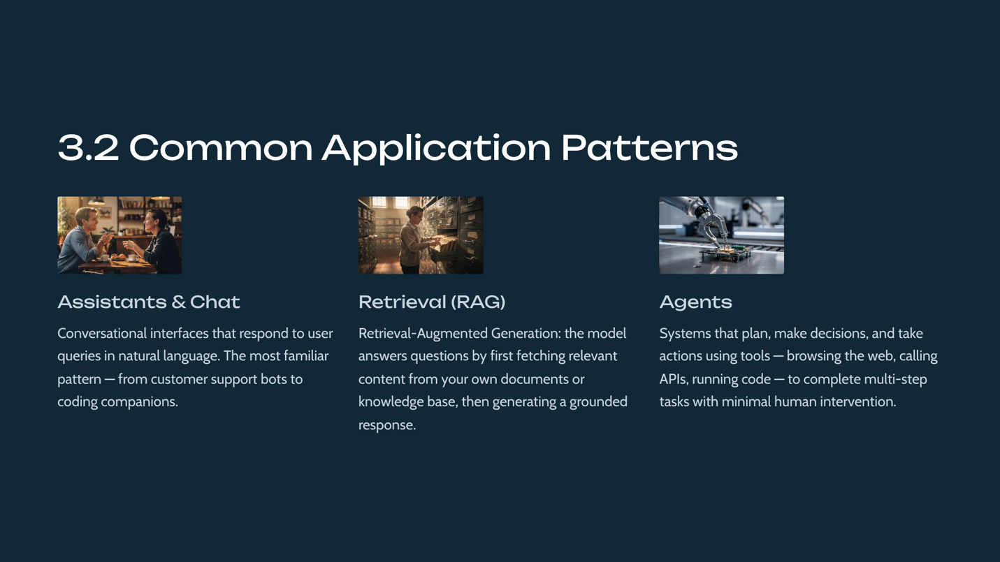 3.2 Common Application Patterns
Assistants & Chat
Conversational interfaces that respond to user
queries in natural language. The most familiar
pattern — from customer support bots to
coding companions.
Retrieval (RAG)
Retrieval-Augmented Generation: the model
answers questions by first fetching relevant
content from your own documents or
knowledge base, then generating a grounded
response.
Agents
Systems that plan, make decisions, and take
actions using tools — browsing the web, calling
APIs, running code — to complete multi-step
tasks with minimal human intervention.